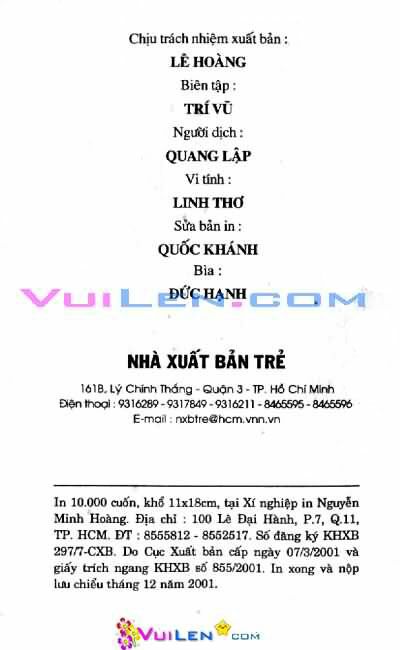 Chịu trách nhiệm xuất bản :
LÊ HOÀNG
Biên tập :
TRÍ VŨ
Người dịch :
QUANG LẬP
Vi tính :
LINH THƠ
Sửa bản in :
QUỐC KHÁNH
Bìa :
ĐỨC HẠNH
VUILEN.COM
NHÀ XUẤT BẢN TRẺ
161B, Lý Chính Thắng - Quận 3 - TP. Hồ Chí Minh
Điện thoại : 9316289 - 9317849 - 9316211 - 8465595 - 8465596
E-mail : nxbtre@hcm.vnn.vn
In 10.000 cuốn, khổ 11x18cm, tại Xí nghiệp in Nguyễn
Minh Hoàng. Địa chỉ : 100 Lê Đại Hành, P.7, Q.11,
TP. HCM. ĐT : 8555812 - 8552517. Số đăng ký KHXB
297/7-CXB. Do Cục Xuất bản cấp ngày 07/3/2001 và
giấy trích ngang KHXB số 855/2001. In xong và nộp
lưu chiểu tháng 12 năm 2001.
VUILEN.COM